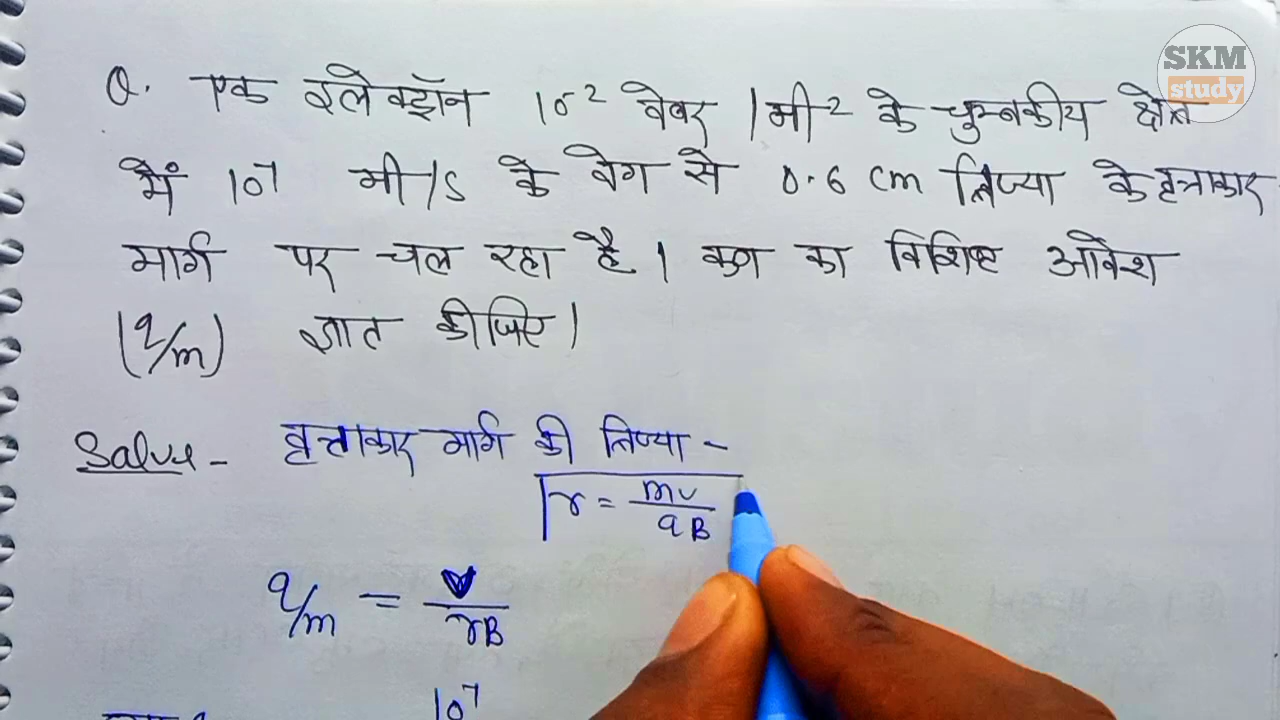 SKM
study
Q. एक इलेक्ट्रॉन 10⁻² वेबर / मी² के चुम्बकीय क्षेत्र
में 10⁷ मी/s के वेग से 0.6 cm त्रिज्या के वृत्ताकार
मार्ग पर चल रहा है। कण का विशिष्ट आवेश
(q/m) ज्ञात कीजिए।
Salve - वृत्ताकार मार्ग की त्रिज्या -
r = mv/qB
q/m = v/rB
10⁷